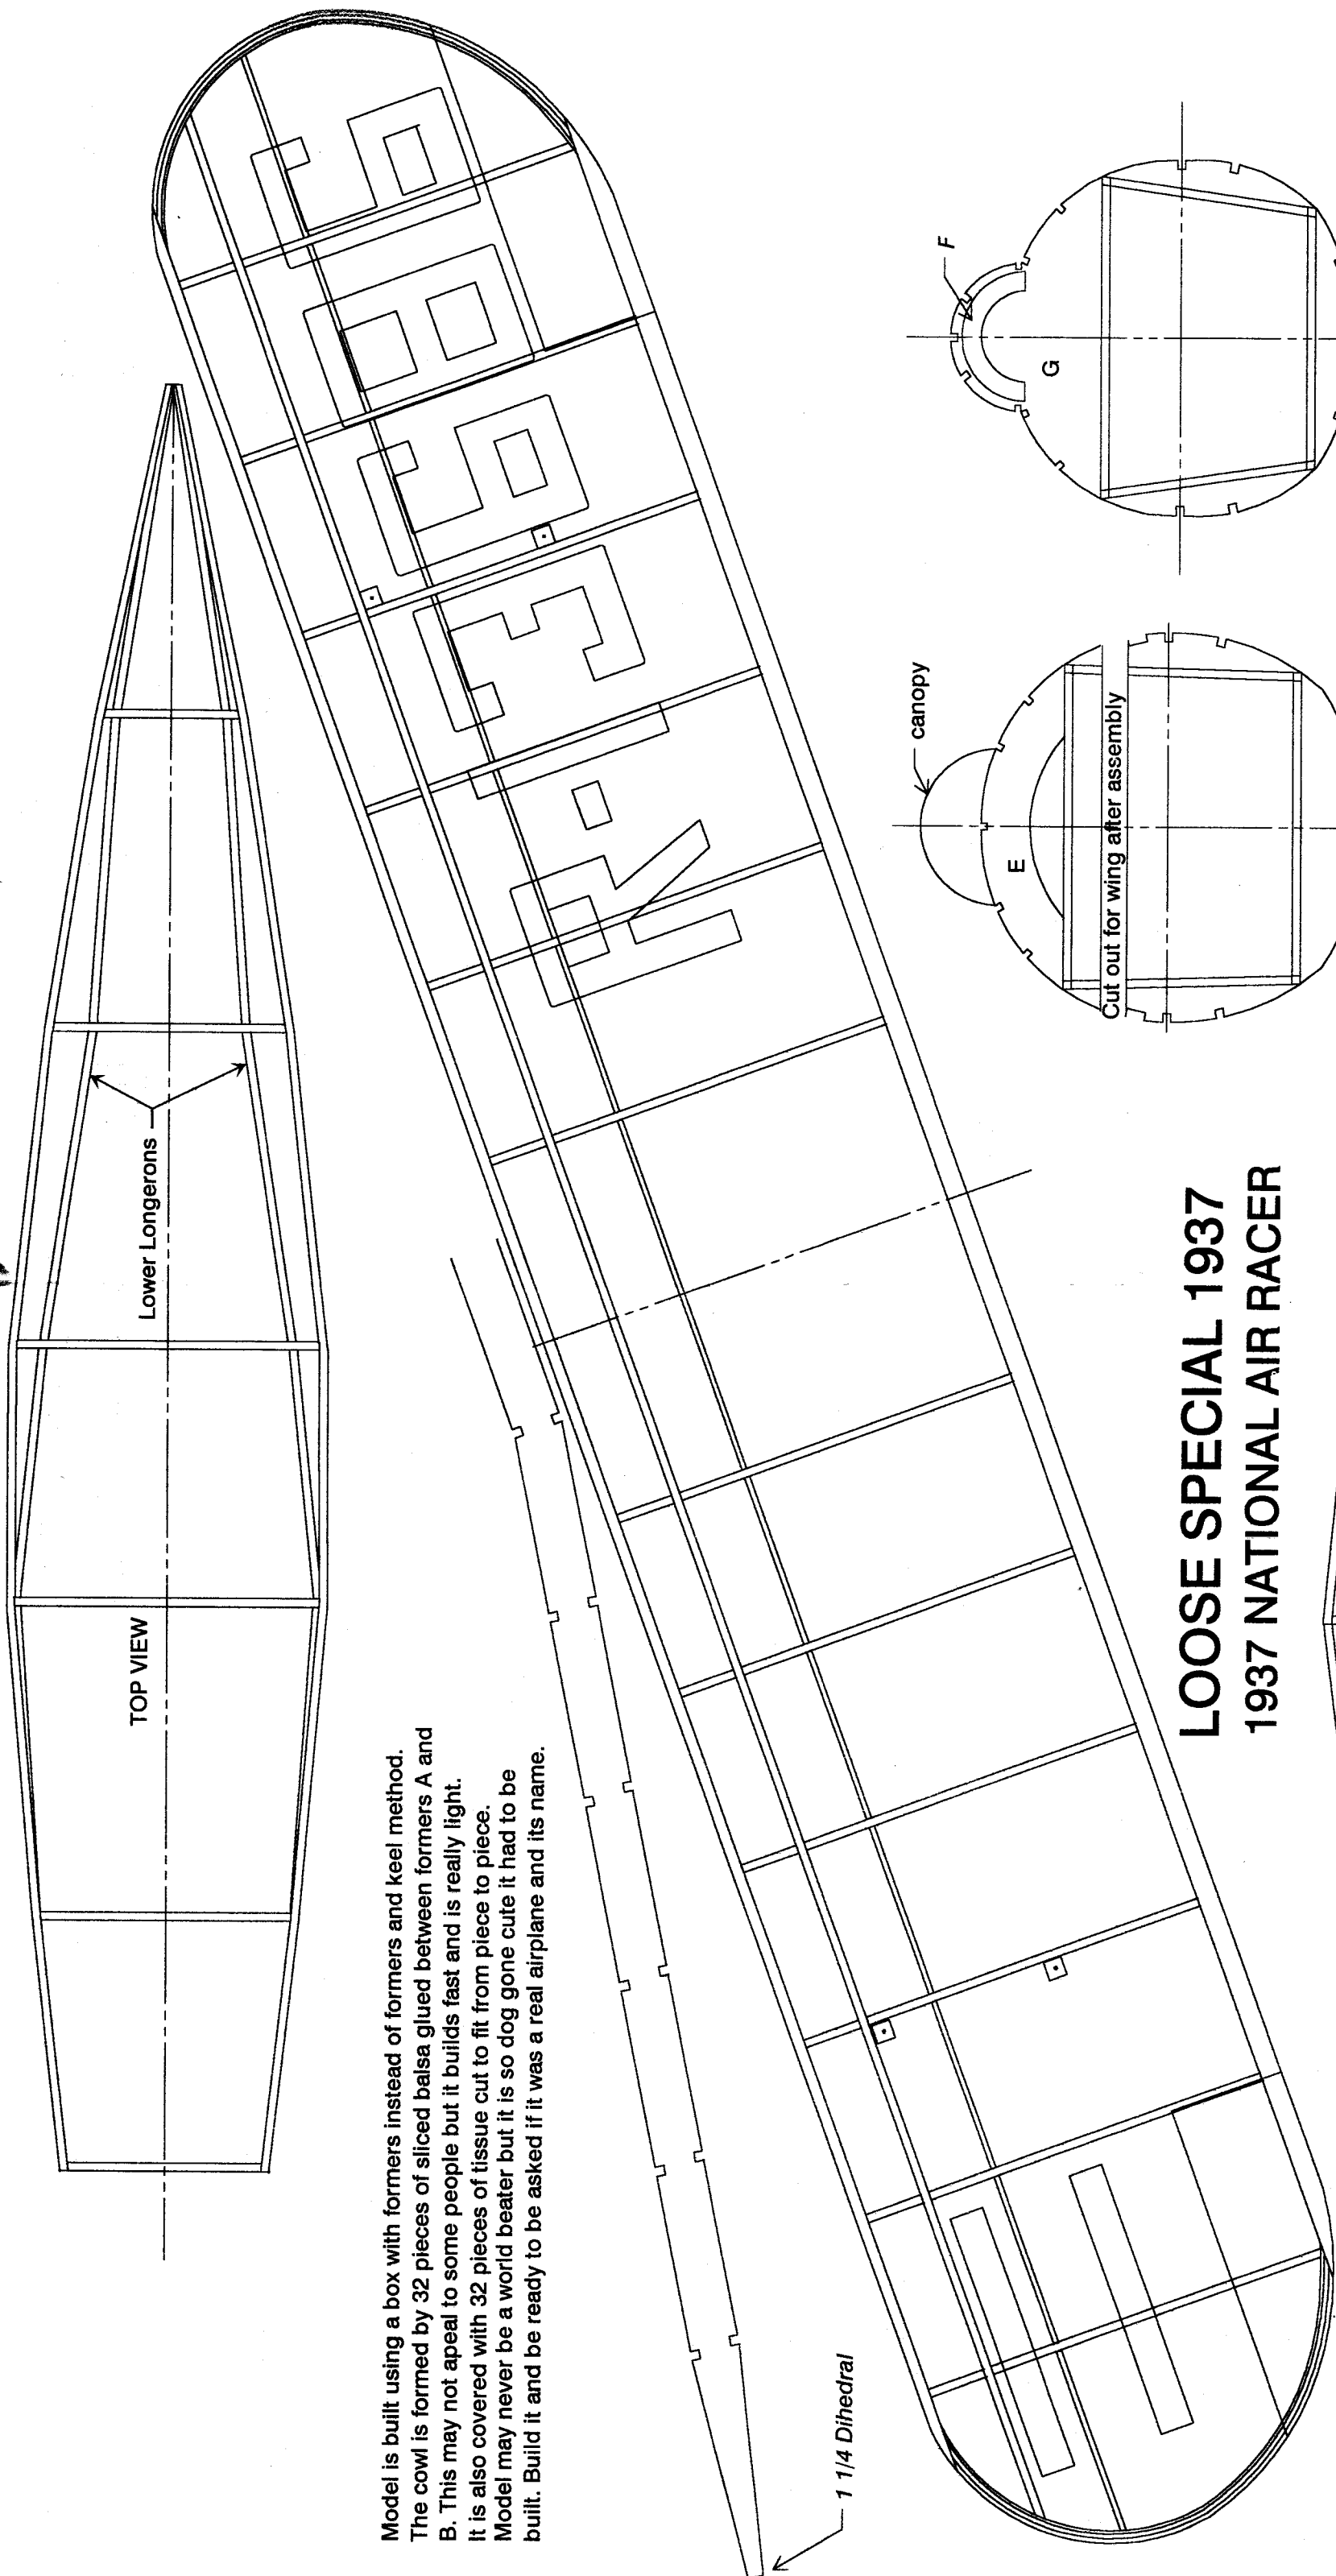 TOP VIEW
Lower Longerons
Model is built using a box with formers instead of formers and keel method.
The cowl is formed by 32 pieces of sliced balsa glued between formers A and
B. This may not apeal to some people but it builds fast and is really light.
It is also covered with 32 pieces of tissue cut to fit from piece to piece.
Model may never be a world beater but it is so dog gone cute it had to be
built. Build it and be ready to be asked if it was a real airplane and its name.
R-13686
1 1/4 Dihedral
canopy
E
Cut out for wing after assembly
F
G
LOOSE SPECIAL 1937
1937 NATIONAL AIR RACER